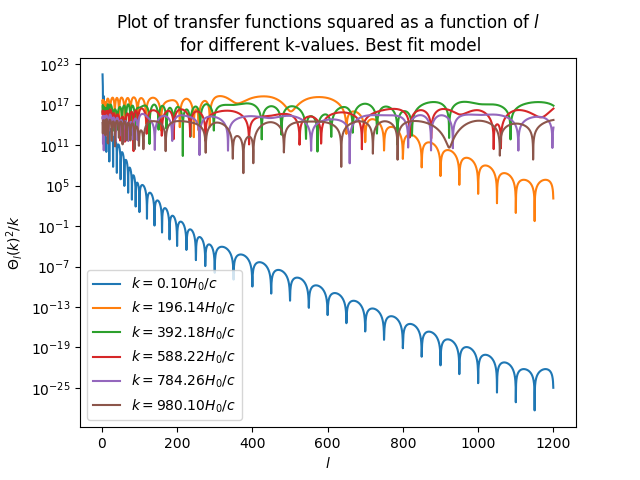 Plot of transfer functions squared as a function of l
for different k-values. Best fit model
Θ_l(k)^2/k
10^23
10^17
10^11
10^5
10^−1
10^−7
10^−13
10^−19
10^−25
k = 0.10H_0/c
k = 196.14H_0/c
k = 392.18H_0/c
k = 588.22H_0/c
k = 784.26H_0/c
k = 980.10H_0/c
0 200 400 600 800 1000 1200
l